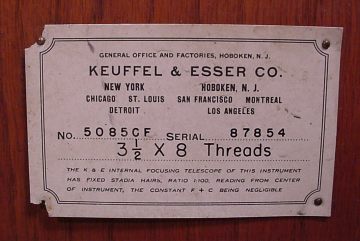 GENERAL OFFICE AND FACTORIES, HOBOKEN, N. J.
KEUFFEL & ESSER CO.
NEW YORK HOBOKEN, N. J.
CHICAGO ST. LOUIS SAN FRANCISCO MONTREAL
DETROIT LOS ANGELES
No. 5085CF SERIAL 87854
3 1/2 X 8 Threads
THE K & E INTERNAL FOCUSING TELESCOPE OF THIS INSTRUMENT
HAS FIXED STADIA HAIRS, RATIO 1:100, READING FROM CENTER
OF INSTRUMENT, THE CONSTANT F + C BEING NEGLIGIBLE